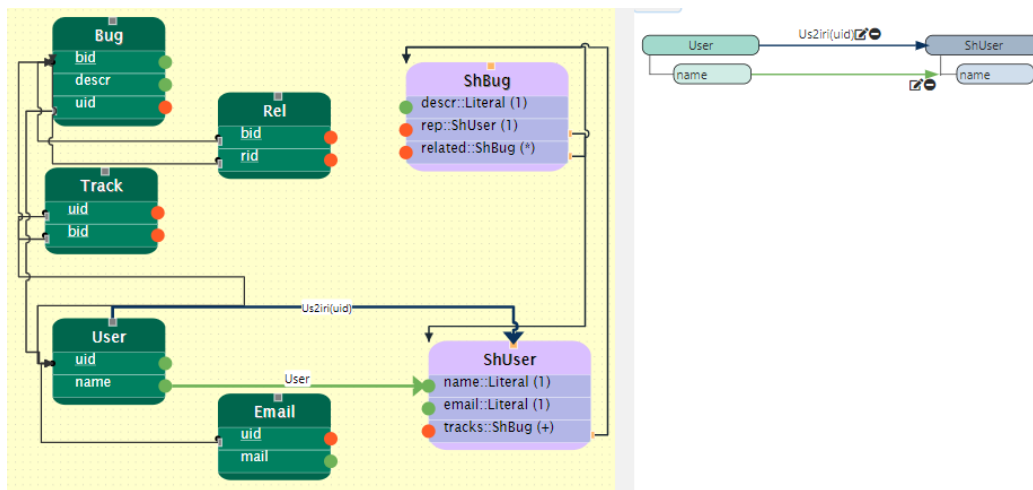 Bug
bid
descr
uid
Rel
bid
rid
Track
uid
bid
User
uid
name
Email
uid
mail
ShBug
descr::Literal (1)
rep::ShUser (1)
related::ShBug (*)
Us2iri(uid)
User
ShUser
name::Literal (1)
email::Literal (1)
tracks::ShBug (+)
Us2iri(uid)
User
ShUser
name
name